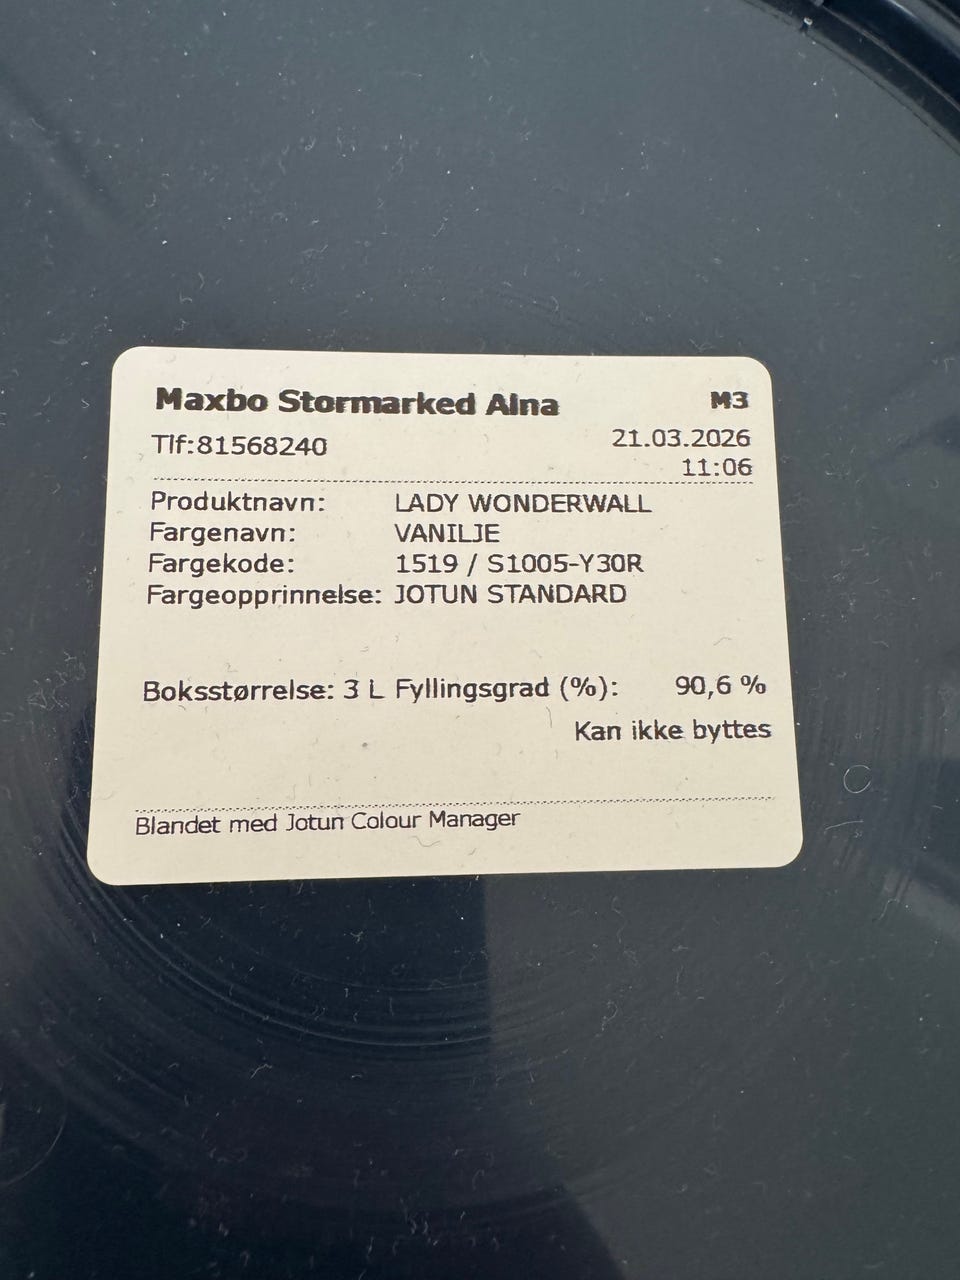 Maxbo Stormarked Alna M3
Tlf:81568240 21.03.2026
11:06
Produktnavn: LADY WONDERWALL
Fargenavn: VANILJE
Fargekode: 1519 / S1005-Y30R
Fargeopprinnelse: JOTUN STANDARD
Boksstørrelse: 3 L Fyllingsgrad (%): 90,6 %
Kan ikke byttes
Blandet med Jotun Colour Manager